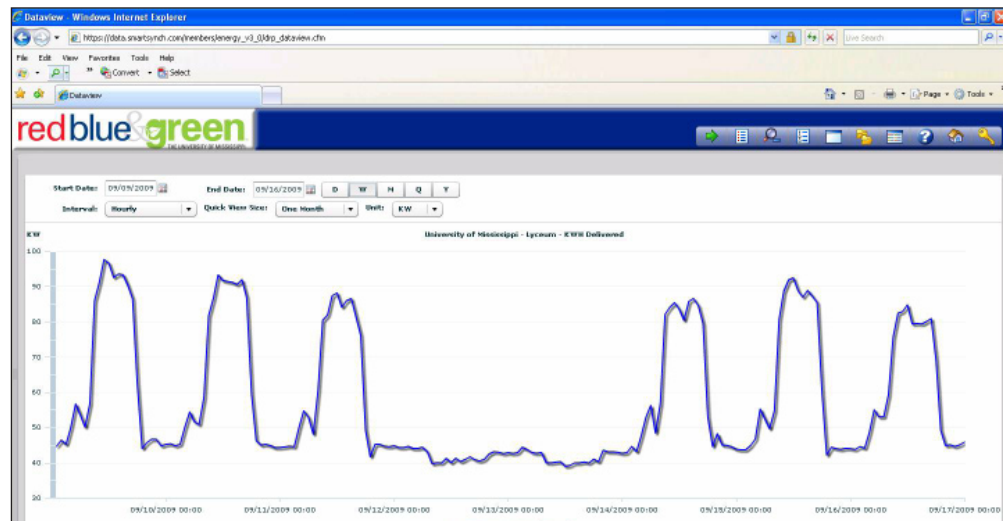 Dataview - Windows Internet Explorer
https://data.smartsynch.com/members/energy_v3_0/drp_dataview.cfm
Live Search
File Edit View Favorites Tools Help
Convert Select
Dataview
Page Tools
red blue & green
THE UNIVERSITY OF MISSISSIPPI
Start Date: 09/09/2009 End Date: 09/16/2009 D W M Q Y
Interval: Hourly Quick View Size: One Month Unit: KW
KW
University of Mississippi - Lyceum - KWH Delivered
100
90
80
70
60
50
40
30
09/10/2009 00:00 09/11/2009 00:00 09/12/2009 00:00 09/13/2009 00:00 09/14/2009 00:00 09/15/2009 00:00 09/16/2009 00:00 09/17/2009 00:00